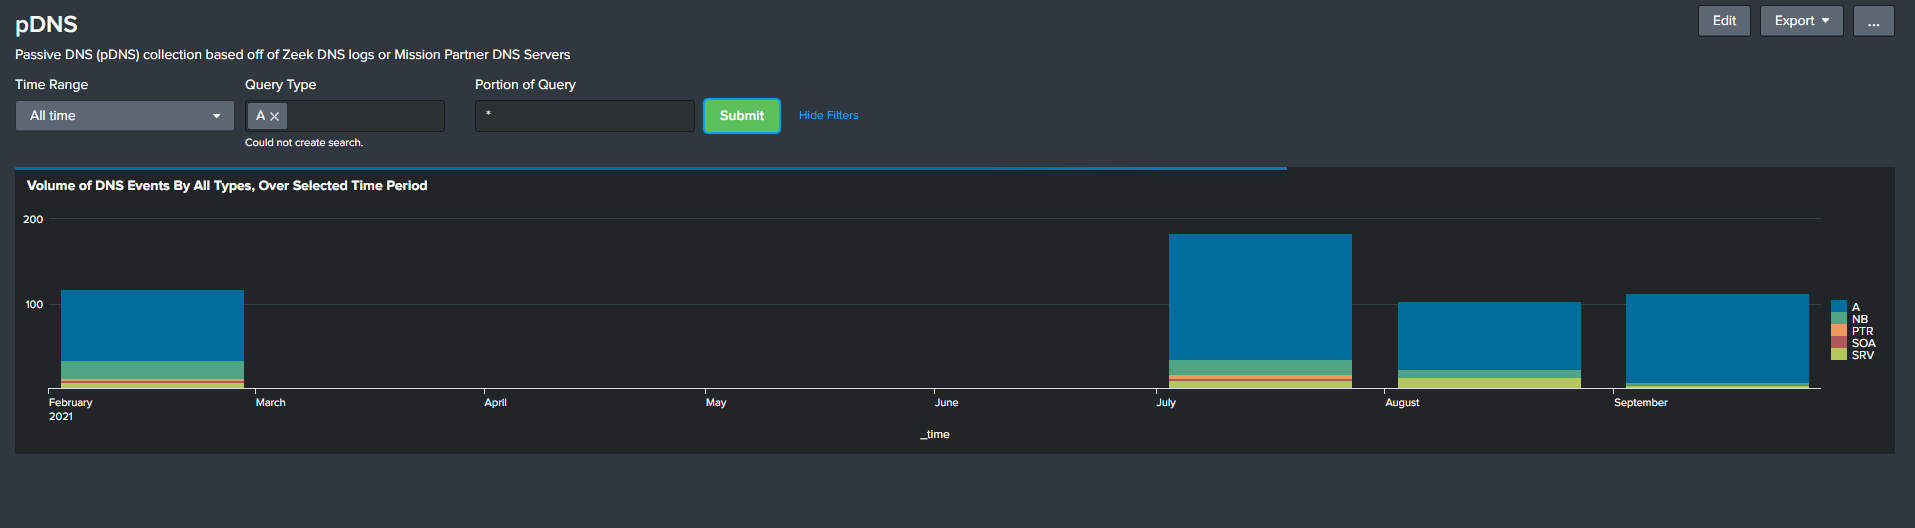 pDNS
Edit
Export
...
Passive DNS (pDNS) collection based off of Zeek DNS logs or Mission Partner DNS Servers
Time Range
Query Type
Portion of Query
All time
A
*
Submit
Hide Filters
Could not create search.
Volume of DNS Events By All Types, Over Selected Time Period
200
100
A
NB
PTR
SOA
SRV
February
2021
March
April
May
June
July
August
September
_time